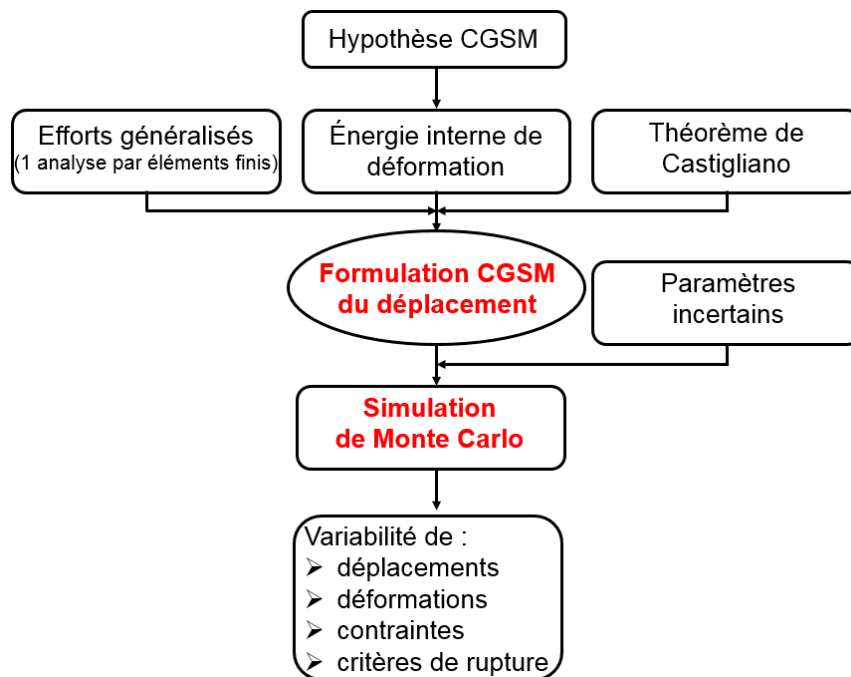 Hypothèse CGSM
Efforts généralisés
(1 analyse par éléments finis)
Énergie interne de
déformation
Théorème de
Castigliano
Formulation CGSM
du déplacement
Paramètres
incertains
Simulation
de Monte Carlo
Variabilité de :
➢ déplacements
➢ déformations
➢ contraintes
➢ critères de rupture